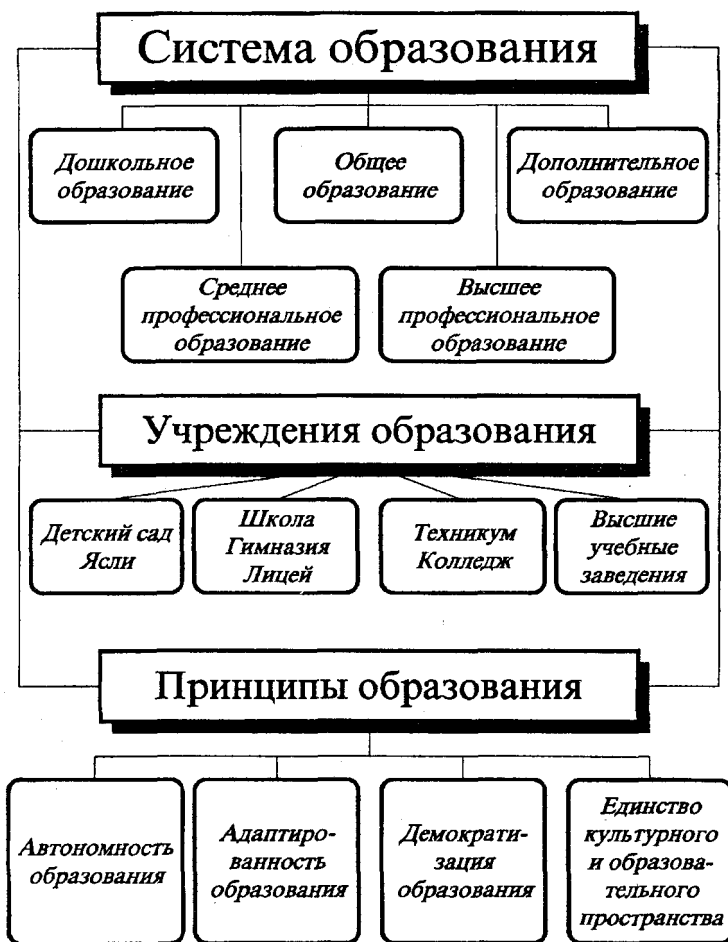 Система образования
Дошкольное
образование
Общее
образование
Дополнительное
образование
Среднее
профессиональное
образование
Высшее
профессиональное
образование
Учреждения образования
Детский сад
Ясли
Школа
Гимназия
Лицей
Техникум
Колледж
Высшие
учебные
заведения
Принципы образования
Автономность
образования
Адаптиро-
ванность
образования
Демократи-
зация
образования
Единство
культурного
и образова-
тельного
пространства